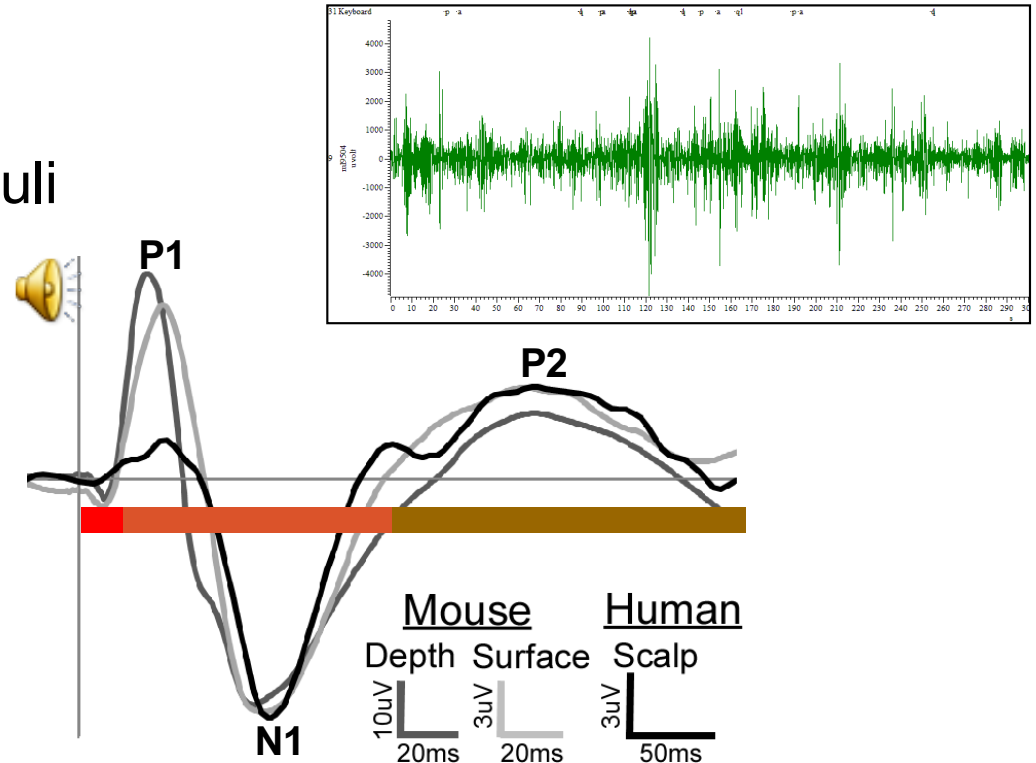 31 Keyboard
4000
3000
2000
1000
0
-1000
-2000
-3000
-4000
uvolt
0 10 20 30 40 50 60 70 80 90 100 110 120 130 140 150 160 170 180 190 200 210 220 230 240 250 260 270 280 290 30
s
uli
P1
P2
N1
Mouse Human
Depth Surface Scalp
10uV 3uV 3uV
20ms 20ms 50ms